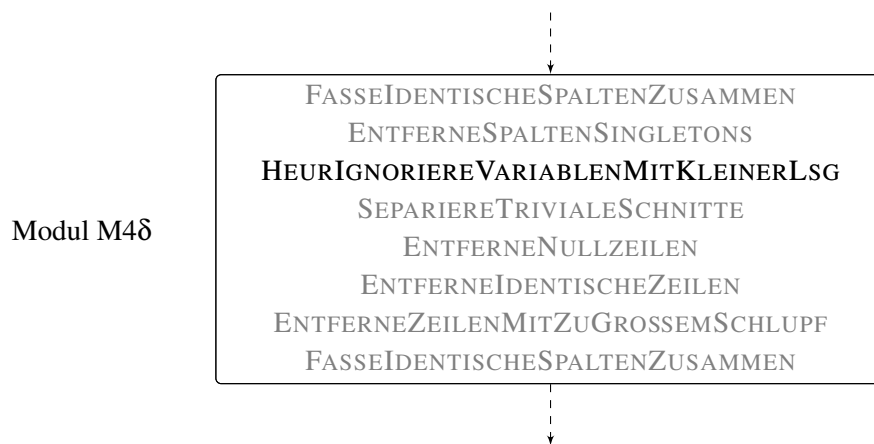 FASSEIDENTISCHESPALTENZUSAMMEN
ENTFERNESPALTENSINGLETONS
HEURIGNORIEREVARIABLENMITKLEINERLSG
SEPARIERETRIVIALESCHNITTE
Modul M4δ
ENTFERNENULLZEILEN
ENTFERNEIDENTISCHEZEILEN
ENTFERNEZEILENMITZUGROSSEMSCHLUPF
FASSEIDENTISCHESPALTENZUSAMMEN